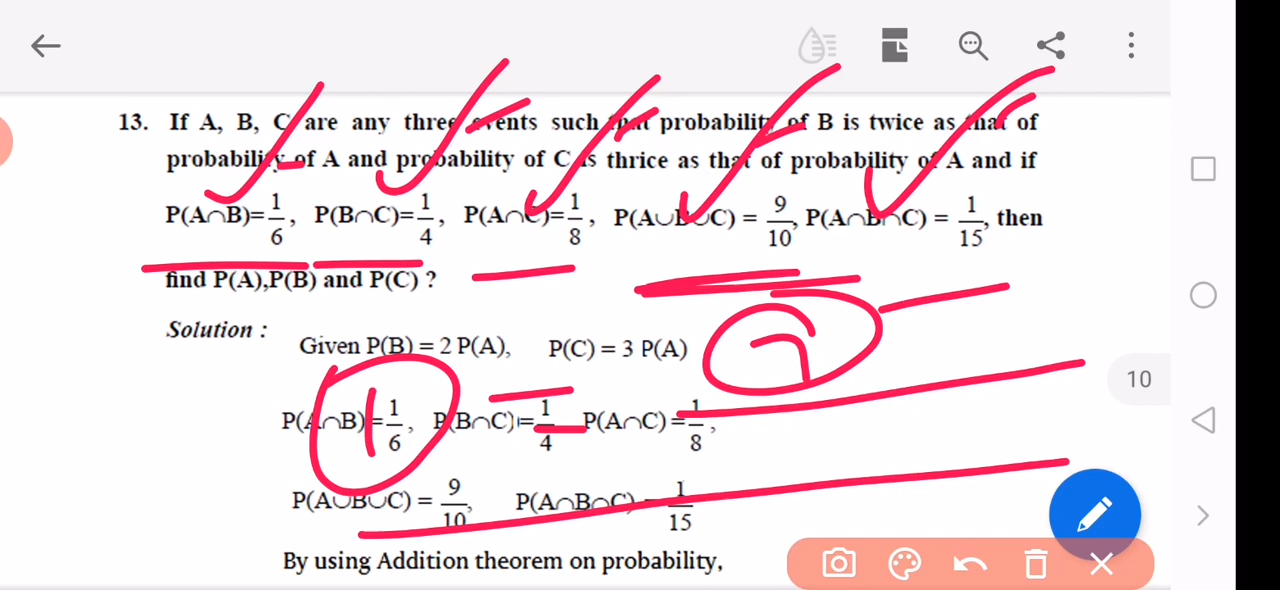 13. If A, B, C are any three events such that probability of B is twice as that of
probability of A and probability of C is thrice as that of probability of A and if
P(A∩B)=1/6, P(B∩C)=1/4, P(A∩C)=1/8, P(A∪B∪C) = 9/10, P(A∩B∩C) = 1/15, then
find P(A),P(B) and P(C) ?
Solution :
Given P(B) = 2 P(A), P(C) = 3 P(A)
10
P(A∩B)=1/6, P(B∩C)=1/4 P(A∩C)=1/8,
P(A∪B∪C) = 9/10, P(A∩B∩C) = 1/15
By using Addition theorem on probability,